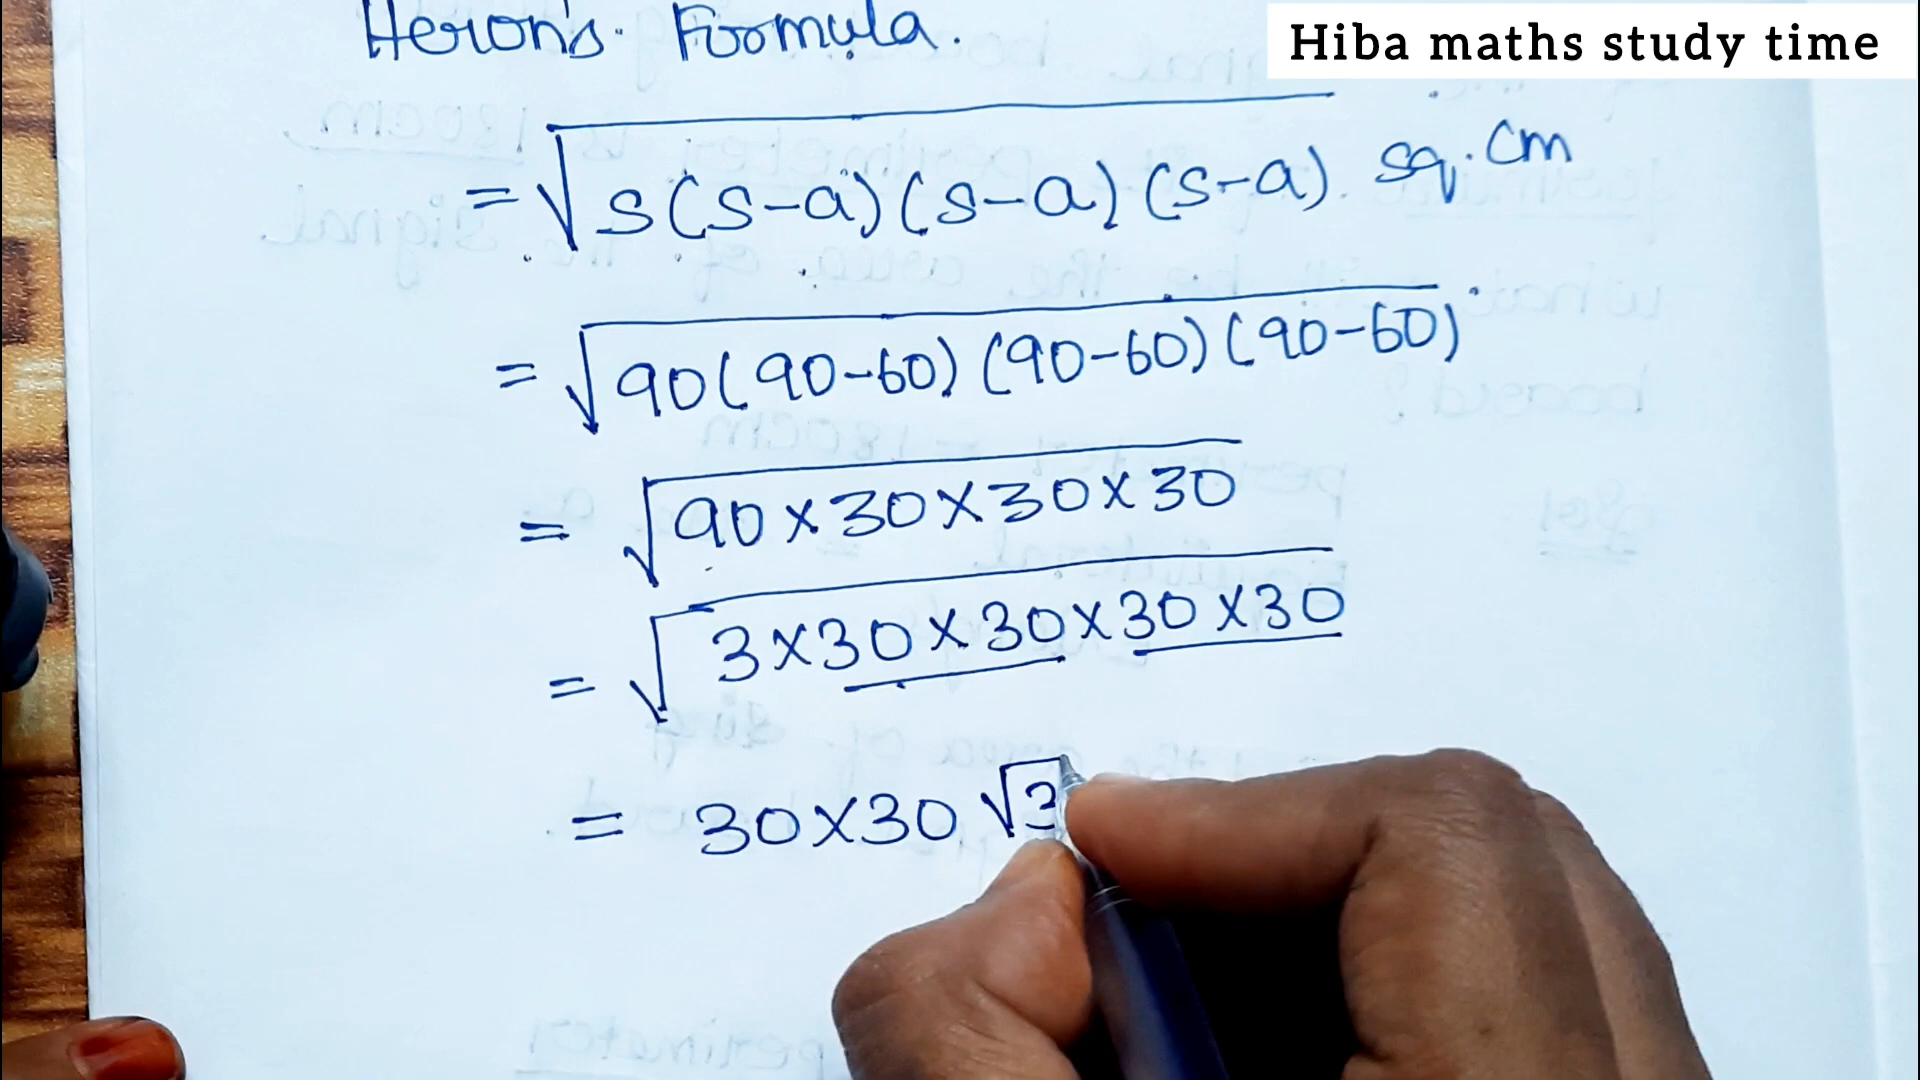 Heron's. Formula.
Hiba maths study time
= √s(s-a)(s-a)(s-a) sq.cm
= √90(90-60)(90-60)(90-60)
= √90×30×30×30
= √3×30×30×30×30
= 30×30√3